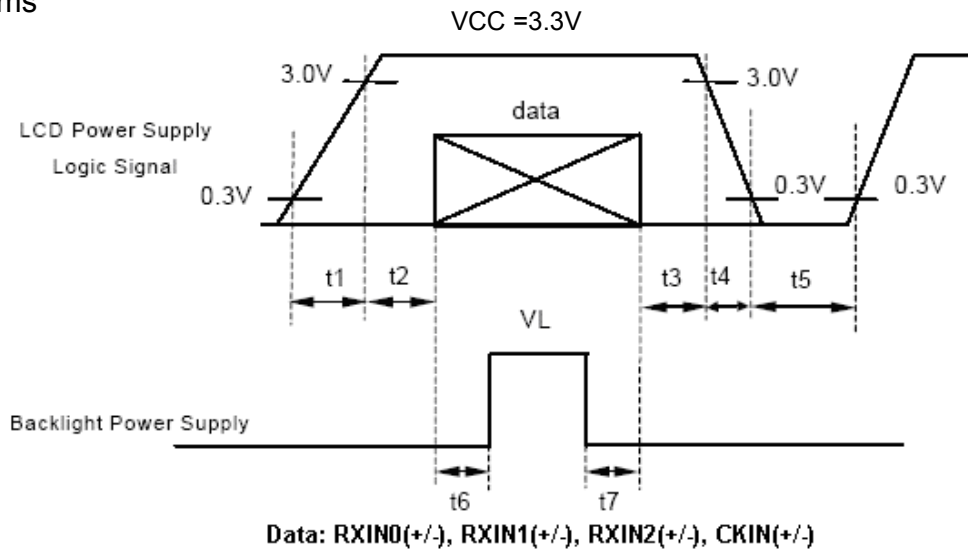 ms
VCC =3.3V
3.0V
3.0V
data
LCD Power Supply
Logic Signal
0.3V
0.3V
0.3V
t1
t2
t3
t4
t5
VL
Backlight Power Supply
t6
t7
Data: RXIN0(+/-), RXIN1(+/-), RXIN2(+/-), CKIN(+/-)